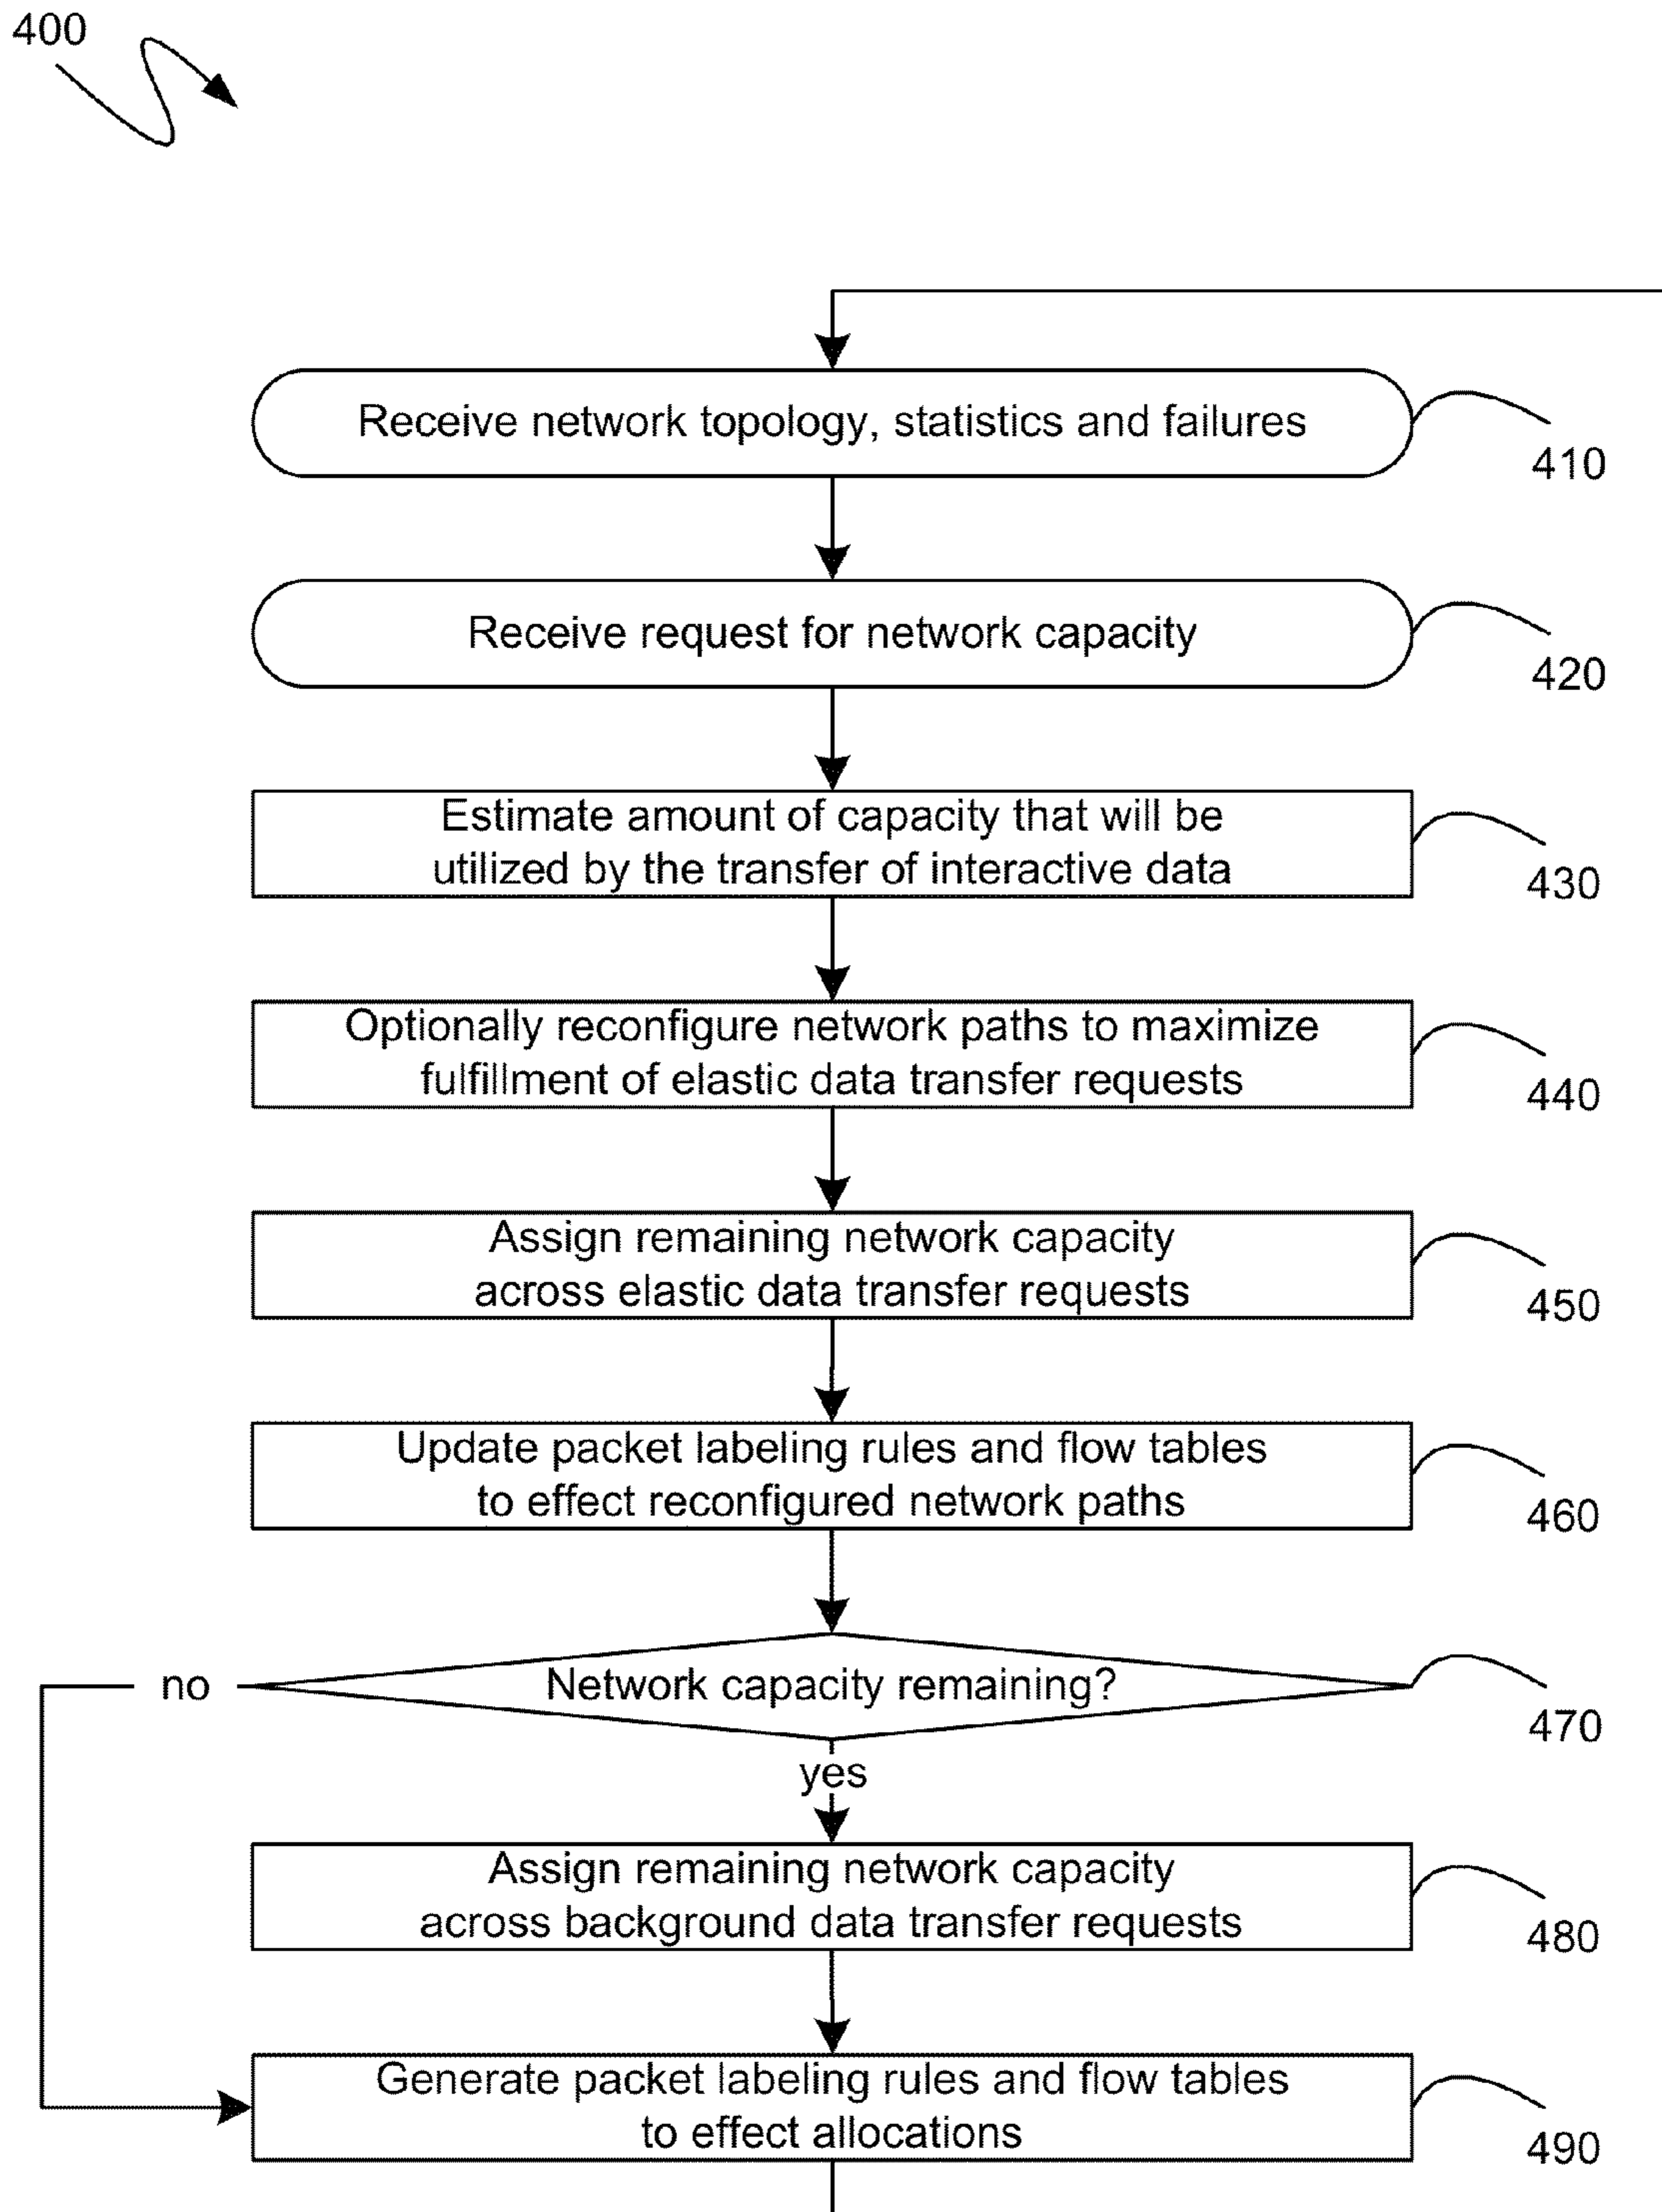 400
Receive network topology, statistics and failures
410
Receive request for network capacity
420
Estimate amount of capacity that will be
utilized by the transfer of interactive data
430
Optionally reconfigure network paths to maximize
fulfillment of elastic data transfer requests
440
Assign remaining network capacity
across elastic data transfer requests
450
Update packet labeling rules and flow tables
to effect reconfigured network paths
460
no
Network capacity remaining?
470
yes
Assign remaining network capacity
across background data transfer requests
480
Generate packet labeling rules and flow tables
to effect allocations
490